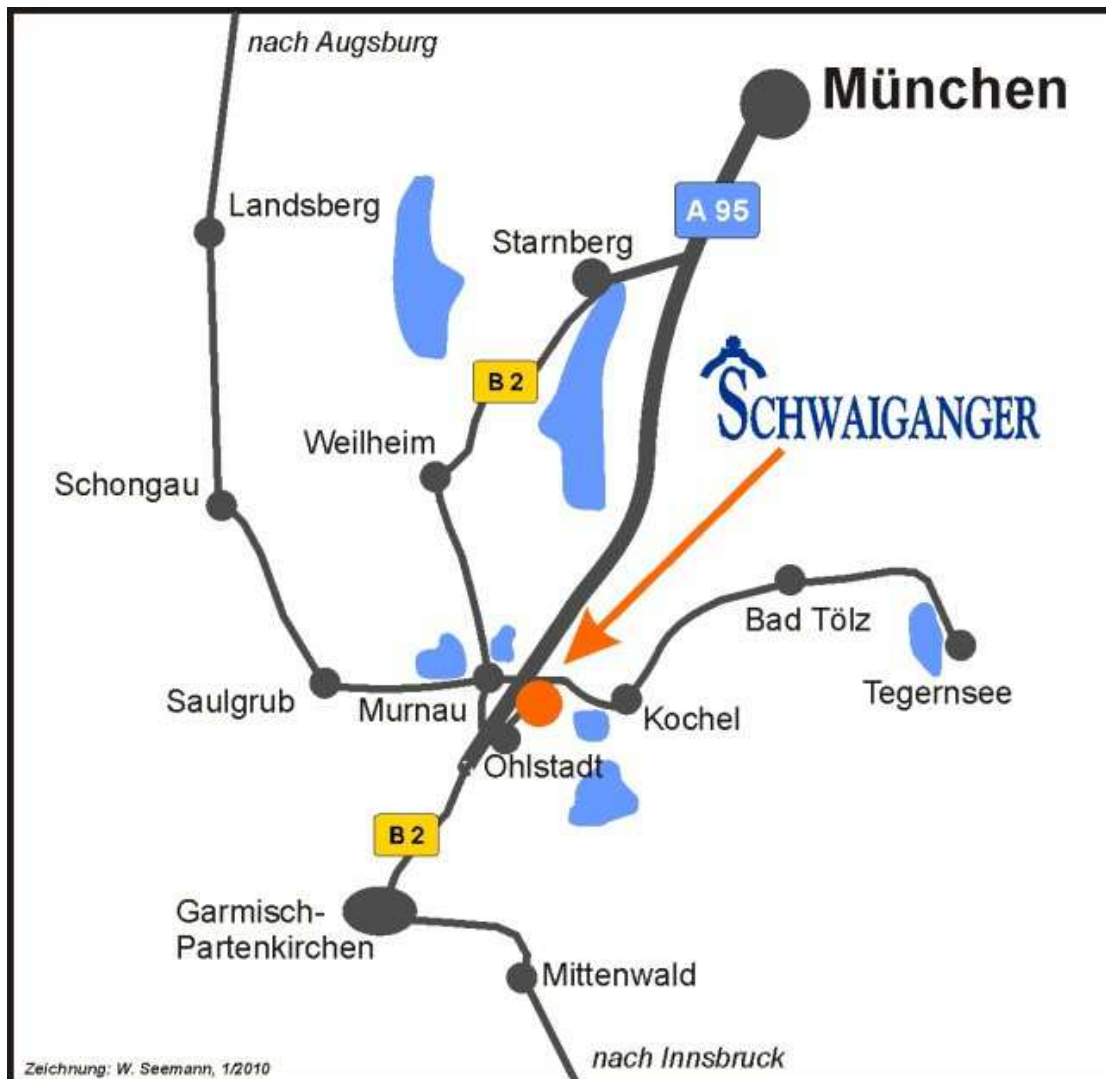 nach Augsburg
München
Landsberg
A 95
Starnberg
B 2
SCHWAIGANGER
Weilheim
Schongau
Bad Tölz
Saulgrub
Murnau
Kochel
Tegernsee
Ohlstadt
B 2
Garmisch-
Partenkirchen
Mittenwald
nach Innsbruck
Zeichnung: W. Seemann, 1/2010